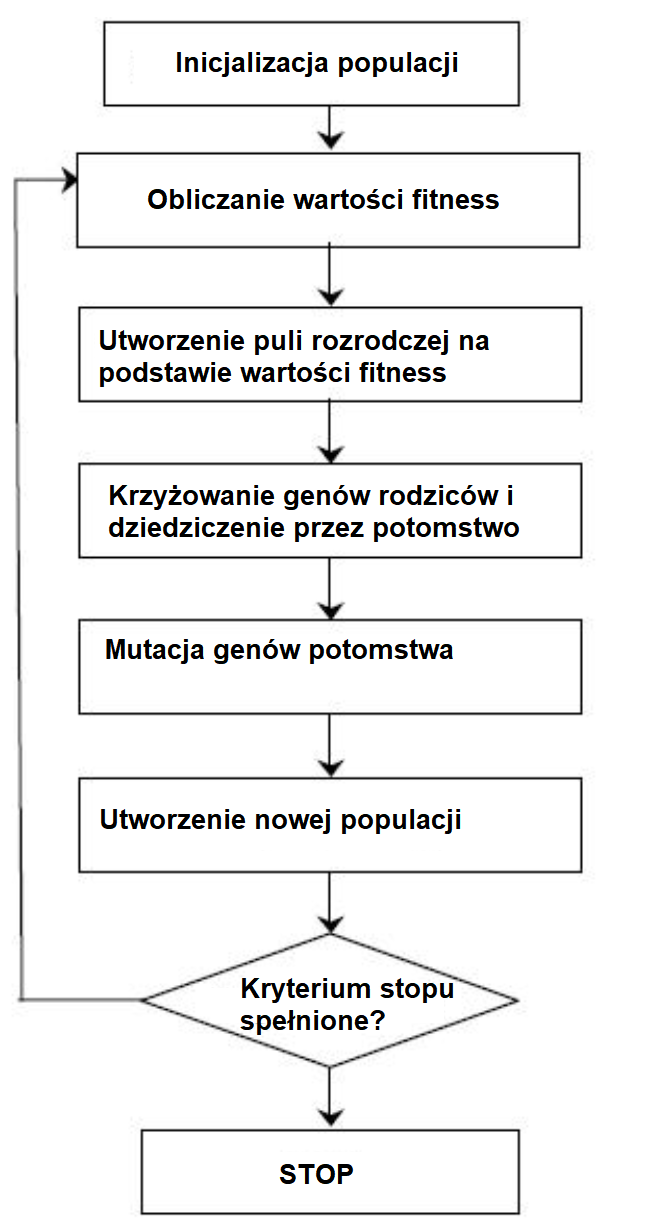 Inicjalizacja populacji
Obliczanie wartości fitness
Utworzenie puli rozrodczej na
podstawie wartości fitness
Krzyżowanie genów rodziców i
dziedziczenie przez potomstwo
Mutacja genów potomstwa
Utworzenie nowej populacji
Kryterium stopu
spełnione?
STOP